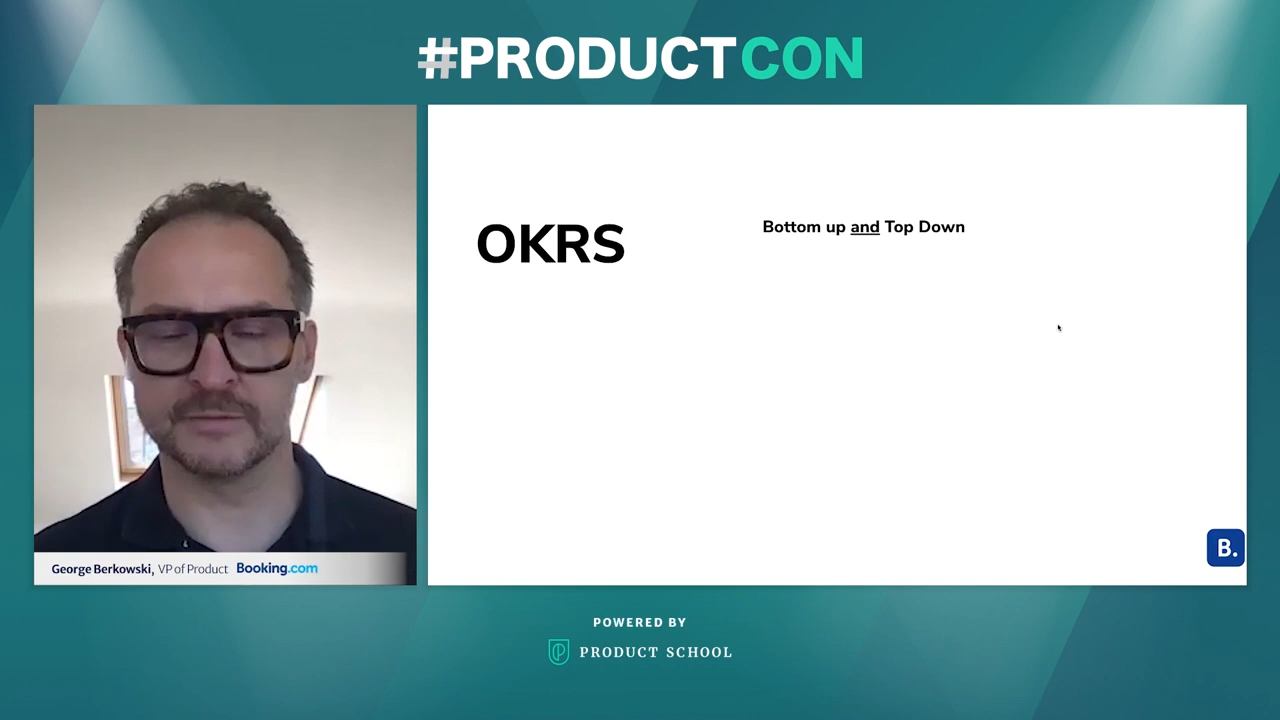 #PRODUCTCON
OKRS
Bottom up and Top Down
B.
George Berkowski, VP of Product Booking.com
POWERED BY
PRODUCT SCHOOL